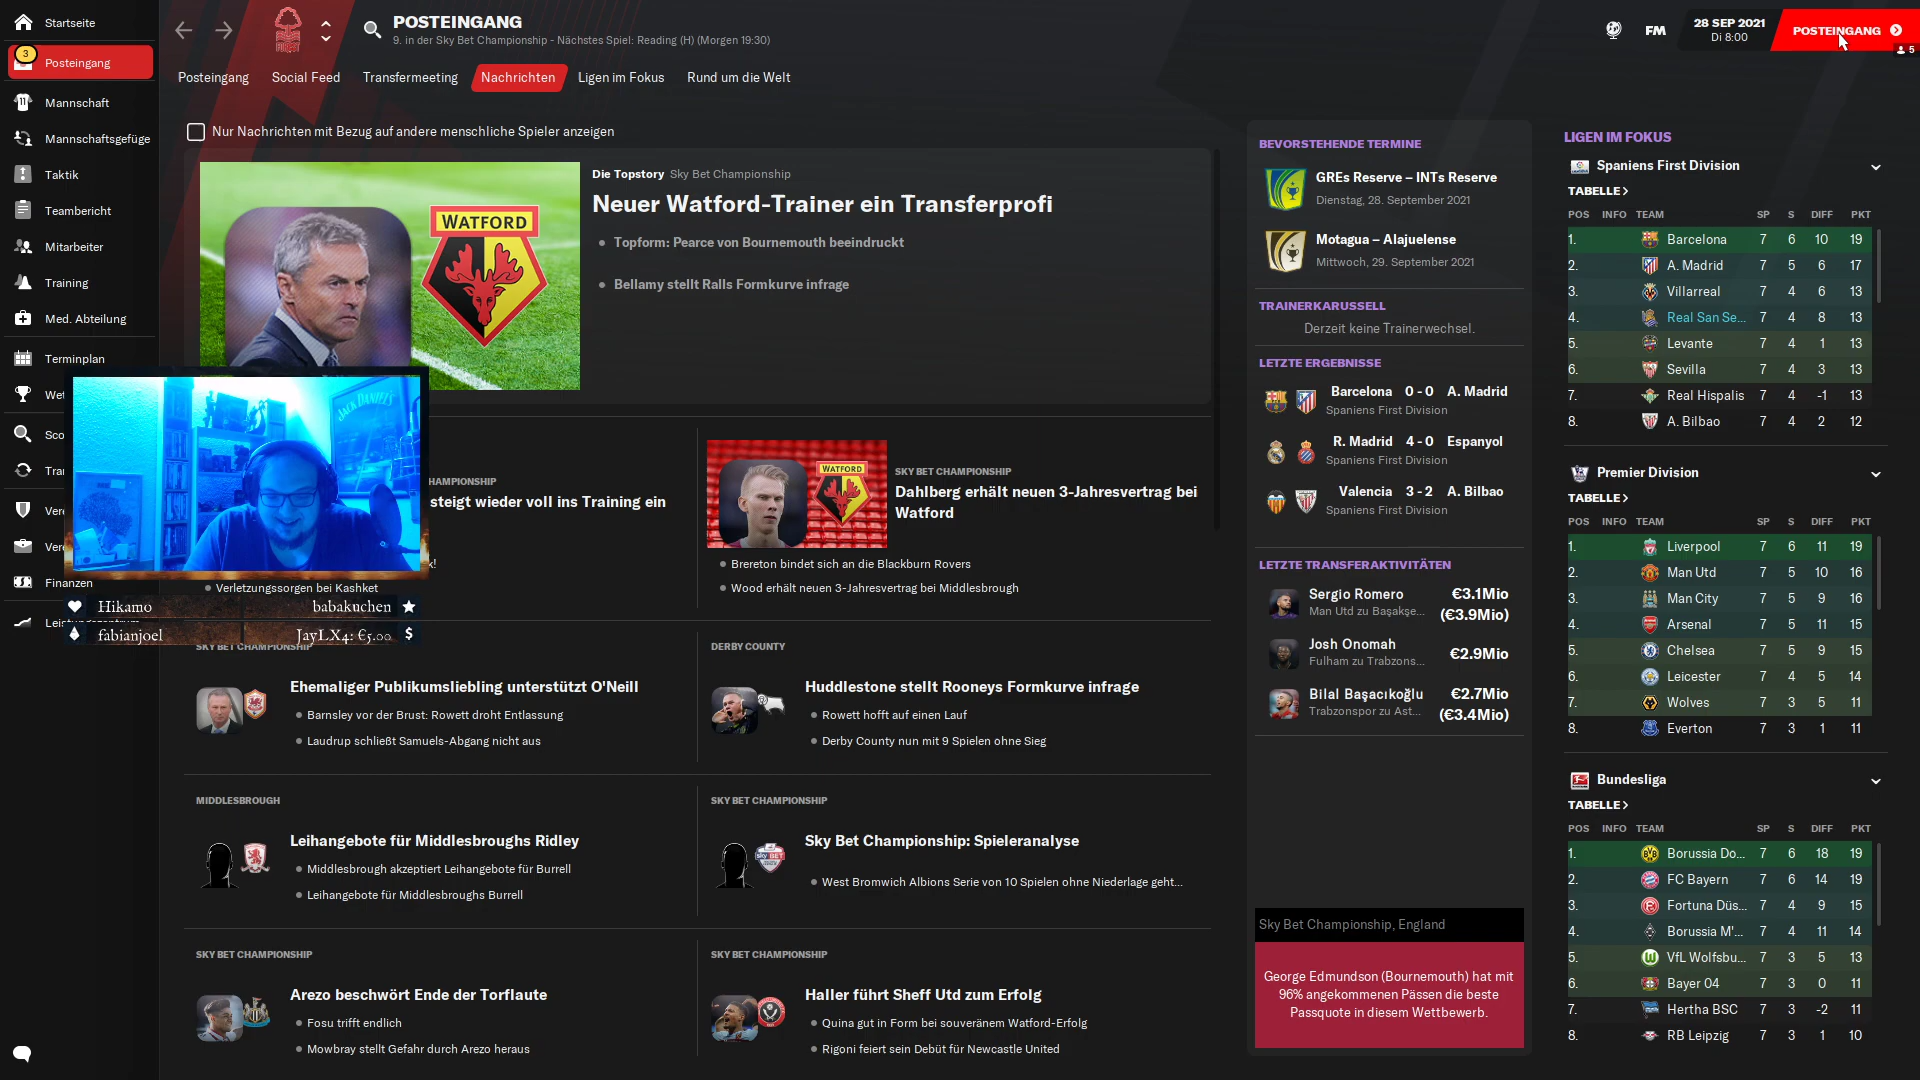 Startseite
3
Posteingang
Mannschaft
Mannschaftsgefüge
Taktik
Teambericht
Mitarbeiter
Training
Med. Abteilung
Terminplan
Wet
Sco
Tra
Ver
Ver
Finanzen
Leistungszentrum
POSTEINGANG
9. in der Sky Bet Championship - Nächstes Spiel: Reading (H) (Morgen 19:30)
FM
28 SEP 2021
Di 8:00
POSTEINGANG
5
Posteingang
Social Feed
Transfermeeting
Nachrichten
Ligen im Fokus
Rund um die Welt
Nur Nachrichten mit Bezug auf andere menschliche Spieler anzeigen
WATFORD
Die Topstory Sky Bet Championship
Neuer Watford-Trainer ein Transferprofi
Topform: Pearce von Bournemouth beeindruckt
Bellamy stellt Ralls Formkurve infrage
JACK DANIEL'S
HAMPIONSHIP
steigt wieder voll ins Training ein
k!
Verletzungssorgen bei Kashket
Hikamo
babakuchen
fabianjoel
JayLX4: €5.00
WATFORD
SKY BET CHAMPIONSHIP
Dahlberg erhält neuen 3-Jahresvertrag bei
Watford
Brereton bindet sich an die Blackburn Rovers
Wood erhält neuen 3-Jahresvertrag bei Middlesbrough
SKY BET CHAMPIONSHIP
Ehemaliger Publikumsliebling unterstützt O'Neill
Barnsley vor der Brust: Rowett droht Entlassung
Laudrup schließt Samuels-Abgang nicht aus
DERBY COUNTY
Huddlestone stellt Rooneys Formkurve infrage
Rowett hofft auf einen Lauf
Derby County nun mit 9 Spielen ohne Sieg
MIDDLESBROUGH
Leihangebote für Middlesbroughs Ridley
Middlesbrough akzeptiert Leihangebote für Burrell
Leihangebote für Middlesbroughs Burrell
SKY BET CHAMPIONSHIP
Sky Bet Championship: Spieleranalyse
West Bromwich Albions Serie von 10 Spielen ohne Niederlage geht...
SKY BET CHAMPIONSHIP
Arezo beschwört Ende der Torflaute
Fosu trifft endlich
Mowbray stellt Gefahr durch Arezo heraus
SKY BET CHAMPIONSHIP
Haller führt Sheff Utd zum Erfolg
Quina gut in Form bei souveränem Watford-Erfolg
Rigoni feiert sein Debüt für Newcastle United
BEVORSTEHENDE TERMINE
GREs Reserve – INTs Reserve
Dienstag, 28. September 2021
Motagua – Alajuelense
Mittwoch, 29. September 2021
TRAINERKARUSSELL
Derzeit keine Trainerwechsel.
LETZTE ERGEBNISSE
Barcelona 0 - 0 A. Madrid
Spaniens First Division
R. Madrid 4 - 0 Espanyol
Spaniens First Division
Valencia 3 - 2 A. Bilbao
Spaniens First Division
LETZTE TRANSFERAKTIVITÄTEN
Sergio Romero €3.1Mio
Man Utd zu Başakşe... (€3.9Mio)
Josh Onomah €2.9Mio
Fulham zu Trabzons...
Bilal Başacıkoğlu €2.7Mio
Trabzonspor zu Ast... (€3.4Mio)
Sky Bet Championship, England
George Edmundson (Bournemouth) hat mit
96% angekommenen Pässen die beste
Passquote in diesem Wettbewerb.
LIGEN IM FOKUS
Spaniens First Division
TABELLE >
POS INFO TEAM SP S DIFF PKT
1. Barcelona 7 6 10 19
2. A. Madrid 7 5 6 17
3. Villarreal 7 4 6 13
4. Real San Se... 7 4 8 13
5. Levante 7 4 1 13
6. Sevilla 7 4 3 13
7. Real Hispalis 7 4 -1 13
8. A. Bilbao 7 4 2 12
Premier Division
TABELLE >
POS INFO TEAM SP S DIFF PKT
1. Liverpool 7 6 11 19
2. Man Utd 7 5 10 16
3. Man City 7 5 9 16
4. Arsenal 7 5 11 15
5. Chelsea 7 5 9 15
6. Leicester 7 4 5 14
7. Wolves 7 3 5 11
8. Everton 7 3 1 11
Bundesliga
TABELLE >
POS INFO TEAM SP S DIFF PKT
1. Borussia Do... 7 6 18 19
2. FC Bayern 7 6 14 19
3. Fortuna Düs... 7 4 9 15
4. Borussia M'... 7 4 11 14
5. VfL Wolfsbu... 7 3 5 13
6. Bayer 04 7 3 0 11
7. Hertha BSC 7 3 -2 11
8. RB Leipzig 7 3 1 10